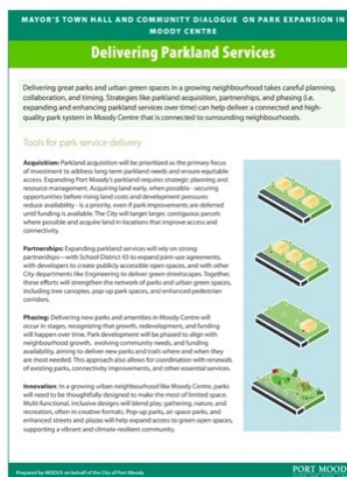 MAYOR'S TOWN HALL AND COMMUNITY DIALOGUE ON PARK EXPANSION IN
MOODY CENTRE
Delivering Parkland Services
Delivering great parks and urban green spaces in a growing neighbourhood takes careful planning,
collaboration, and timing. Strategies like parkland acquisition, partnerships, and phasing (i.e.
expanding and enhancing parkland services over time) can help deliver a connected and high-
quality park system in Moody Centre that is connected to surrounding neighbourhoods.
Tools for park service delivery
Acquisition: Parkland acquisition will be prioritized as the primary focus
of investment to address long-term parkland needs and ensure equitable
access. Expanding Port Moody's parkland requires strategic planning and
resource management. Acquiring land early, when possible - securing
opportunities before rising land costs and development pressures
reduce availability - is a priority, even if park improvements are deferred
until funding is available. The City will target larger, contiguous parcels
where possible and acquire land in locations that improve access and
connectivity.
Partnerships: Expanding parkland services will rely on strong
partnerships—with School District 43 to expand joint-use agreements,
with developers to create publicly accessible open spaces, and with other
City departments like Engineering to deliver green streetscapes. Together,
these efforts will strengthen the network of parks and urban green spaces,
including tree canopies, pop-up park spaces, and enhanced pedestrian
corridors.
Phasing: Delivering new parks and amenities in Moody Centre will
occur in stages, recognizing that growth, redevelopment, and funding
will happen over time. Park development will be phased to align with
neighbourhood growth, evolving community needs, and funding
availability, aiming to deliver new parks and trails where and when they
are most needed. This approach also allows for coordination with renewals
of existing parks, connectivity improvements, and other essential services.
Innovation: In a growing urban neighbourhood like Moody Centre, parks
will need to be thoughtfully designed to make the most of limited space.
Multi-functional, inclusive designs will blend play, gathering, nature, and
recreation, often in creative formats. Pop-up parks, air space parks, and
enhanced streets and plazas will help expand access to green open spaces,
supporting a vibrant and climate-resilient community.
Prepared by MODUS on behalf of the City of Port Moody
PORT MOODY